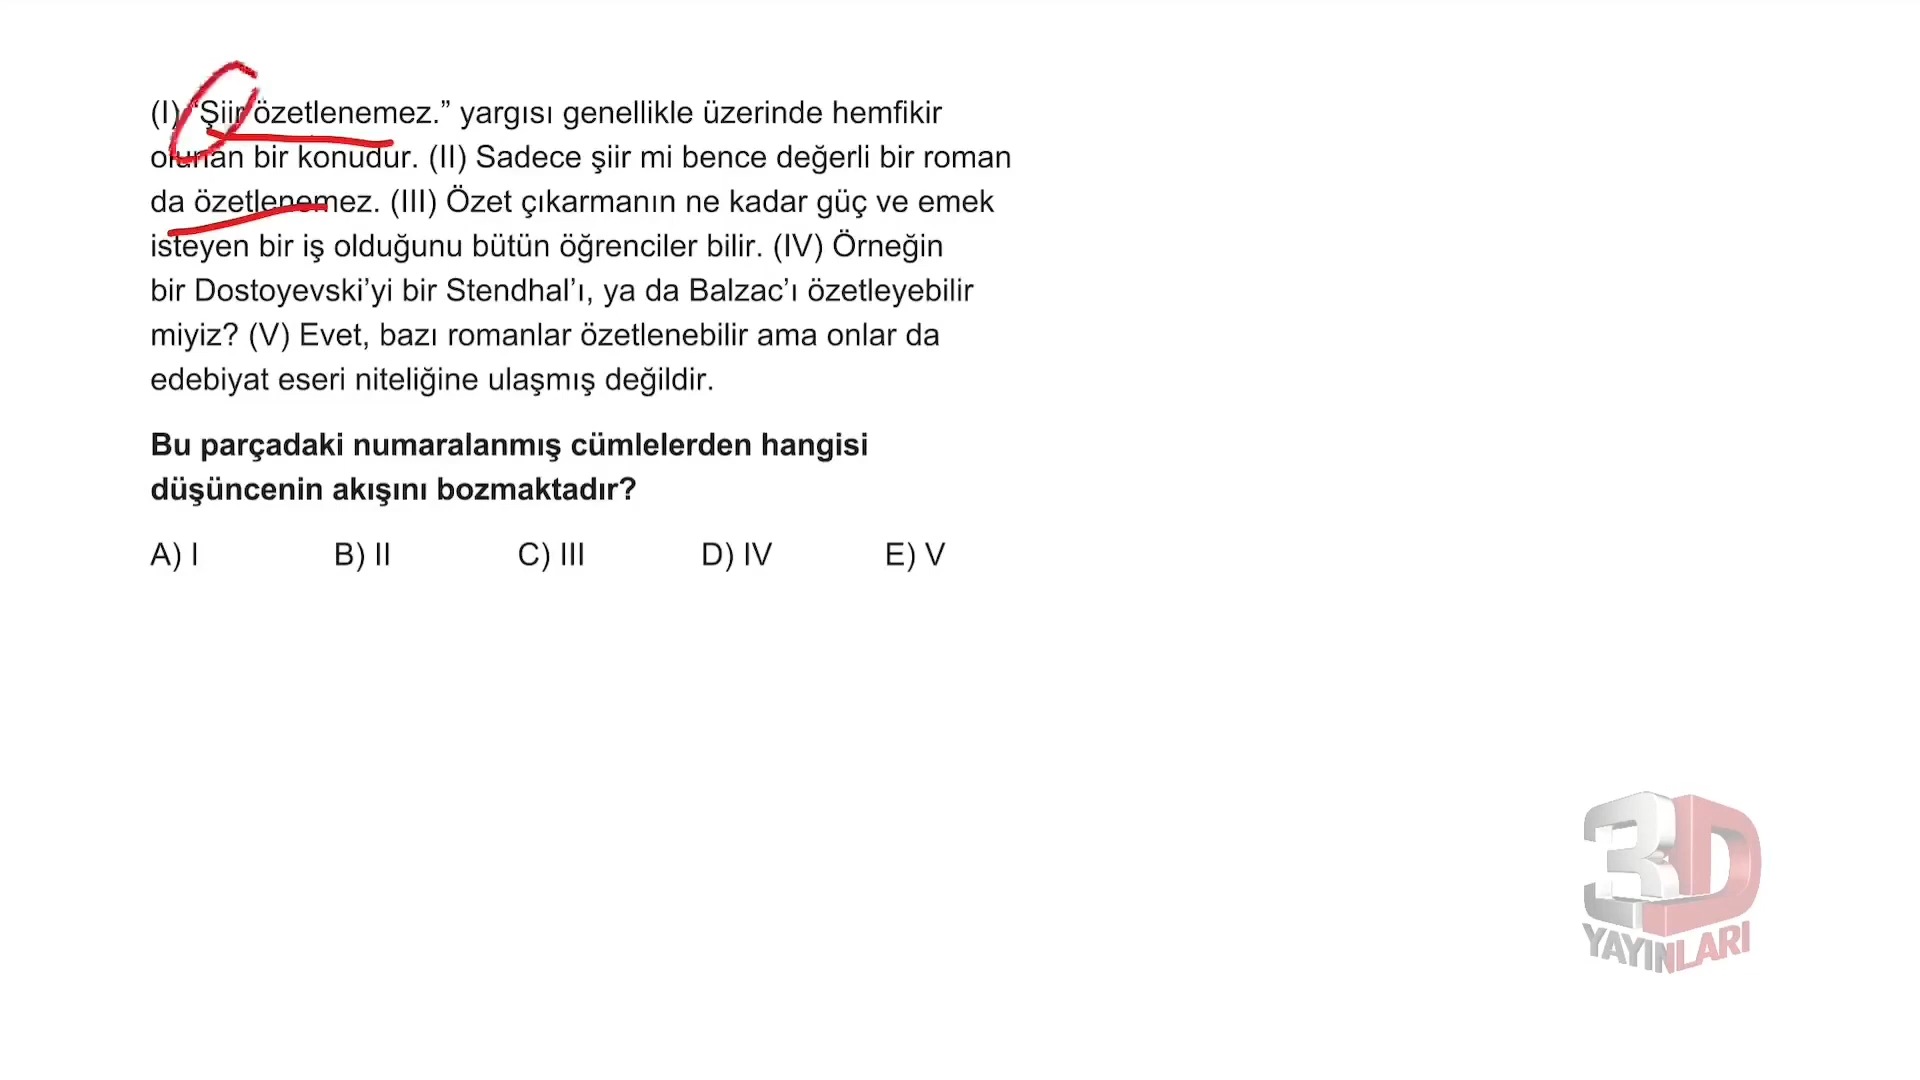 (I) “Şiir özetlenemez.” yargısı genellikle üzerinde hemfikir
olunan bir konudur. (II) Sadece şiir mi bence değerli bir roman
da özetlenemez. (III) Özet çıkarmanın ne kadar güç ve emek
isteyen bir iş olduğunu bütün öğrenciler bilir. (IV) Örneğin
bir Dostoyevski’yi bir Stendhal’ı, ya da Balzac’ı özetleyebilir
miyiz? (V) Evet, bazı romanlar özetlenebilir ama onlar da
edebiyat eseri niteliğine ulaşmış değildir.
Bu parçadaki numaralanmış cümlelerden hangisi
düşüncenin akışını bozmaktadır?
A) I B) II C) III D) IV E) V
3D
YAYINLARI